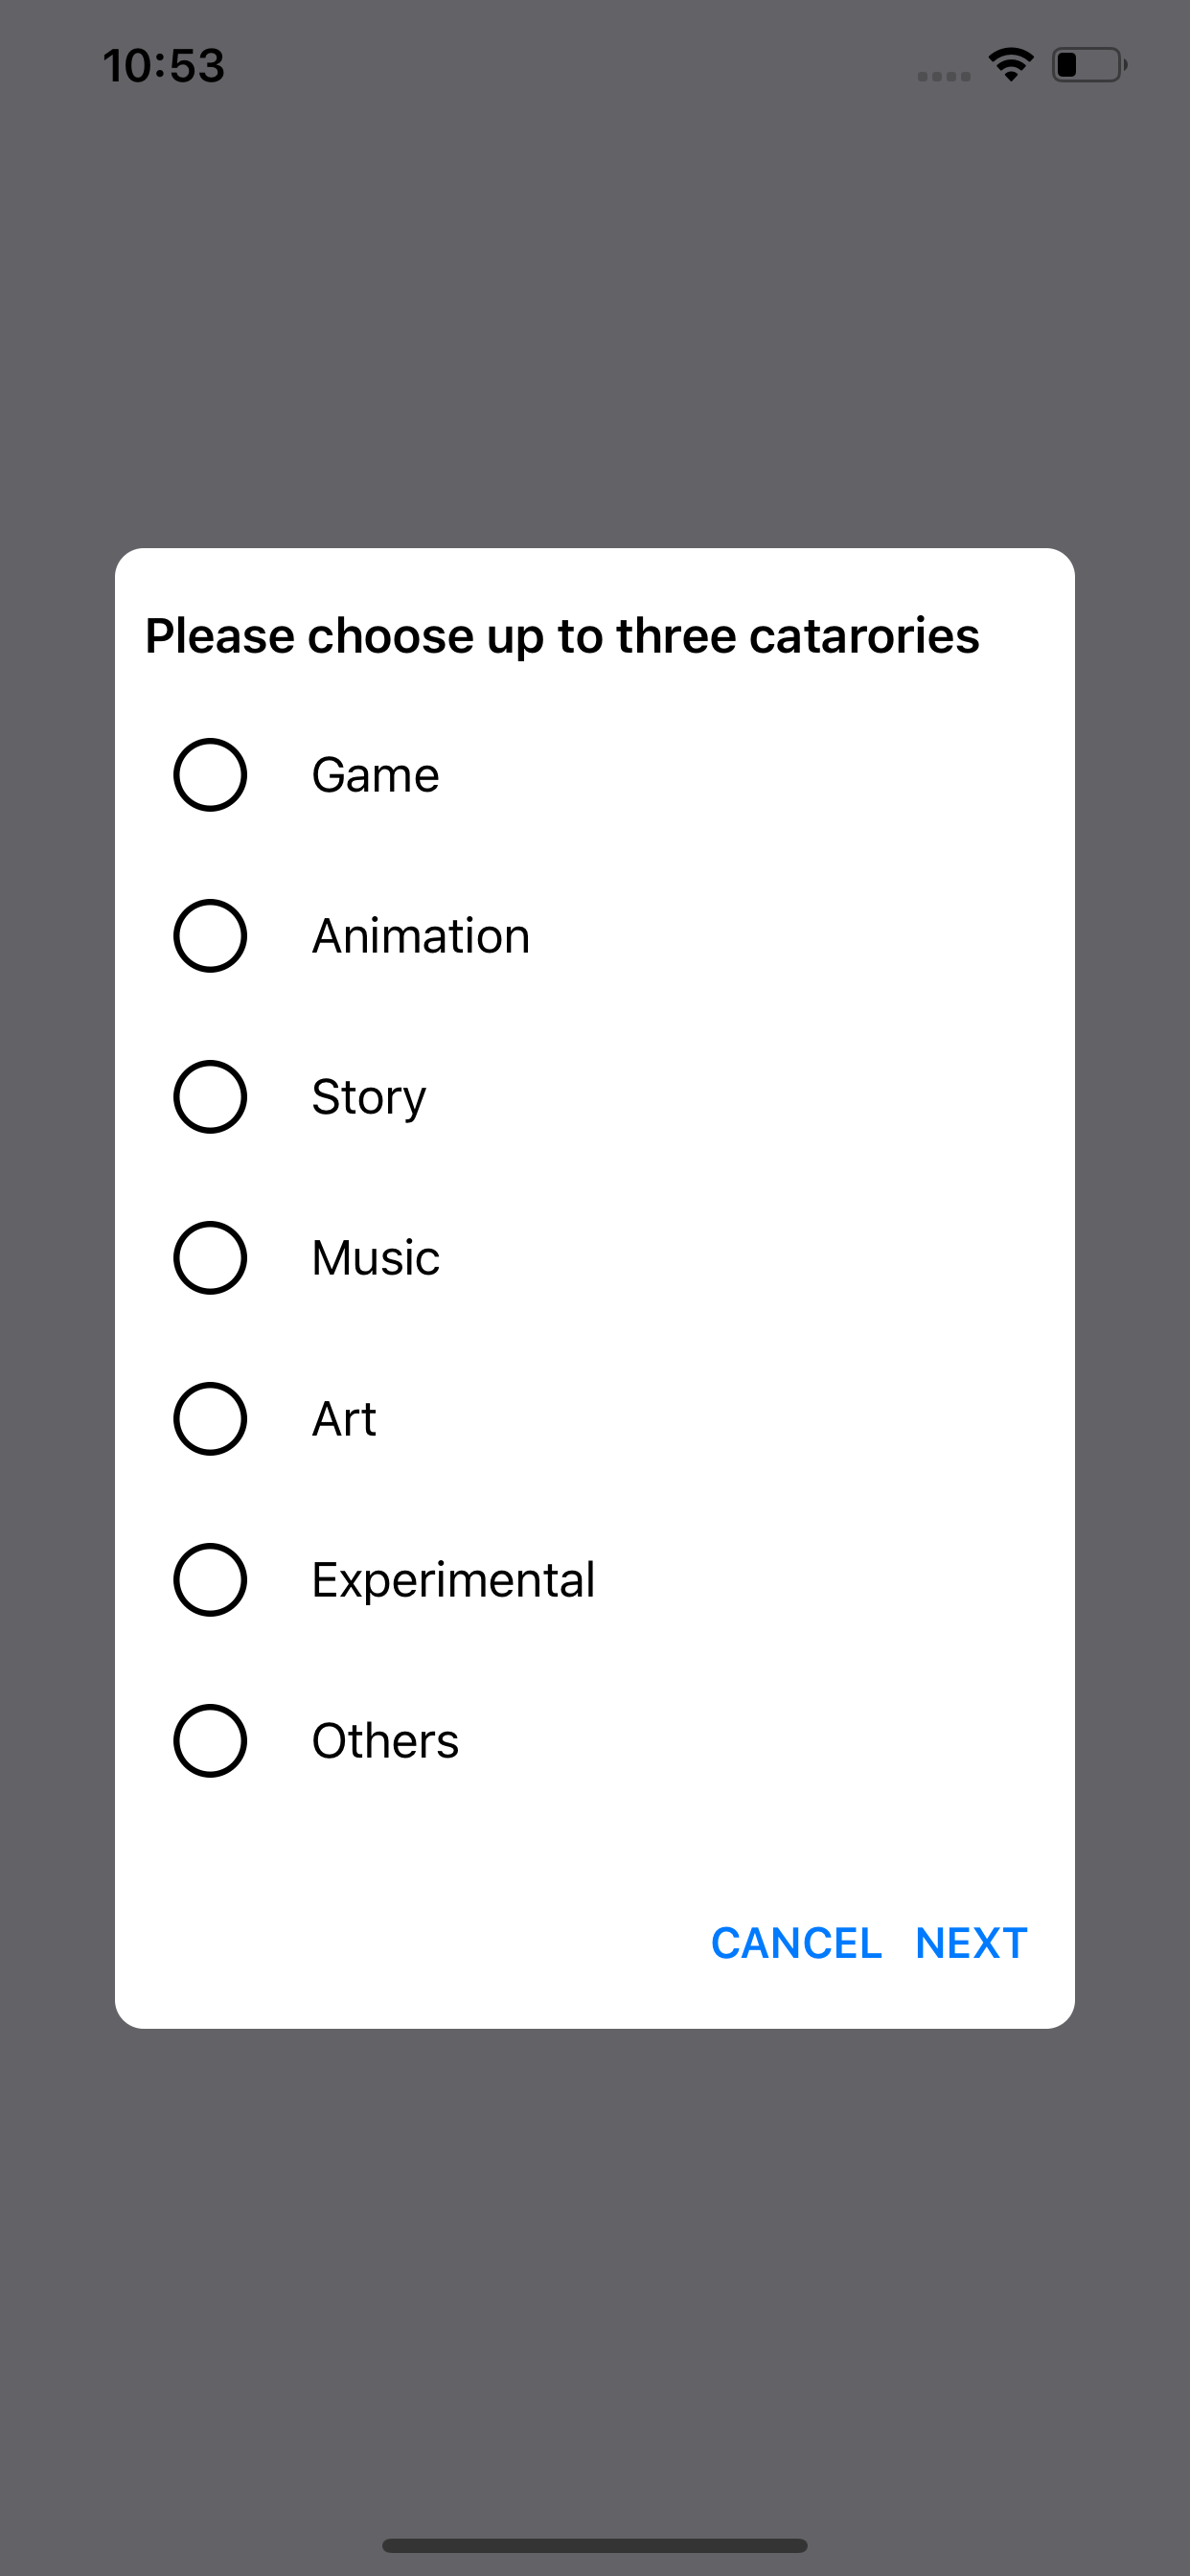 10:53
Please choose up to three catarories
Game
Animation
Story
Music
Art
Experimental
Others
CANCEL NEXT